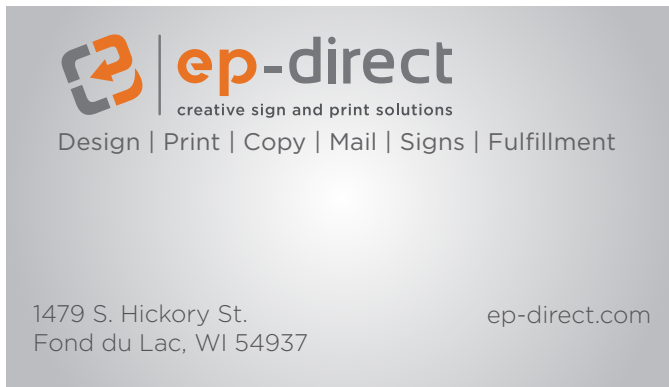 ep-direct
creative sign and print solutions
Design | Print | Copy | Mail | Signs | Fulfillment
1479 S. Hickory St.
Fond du Lac, WI 54937
ep-direct.com